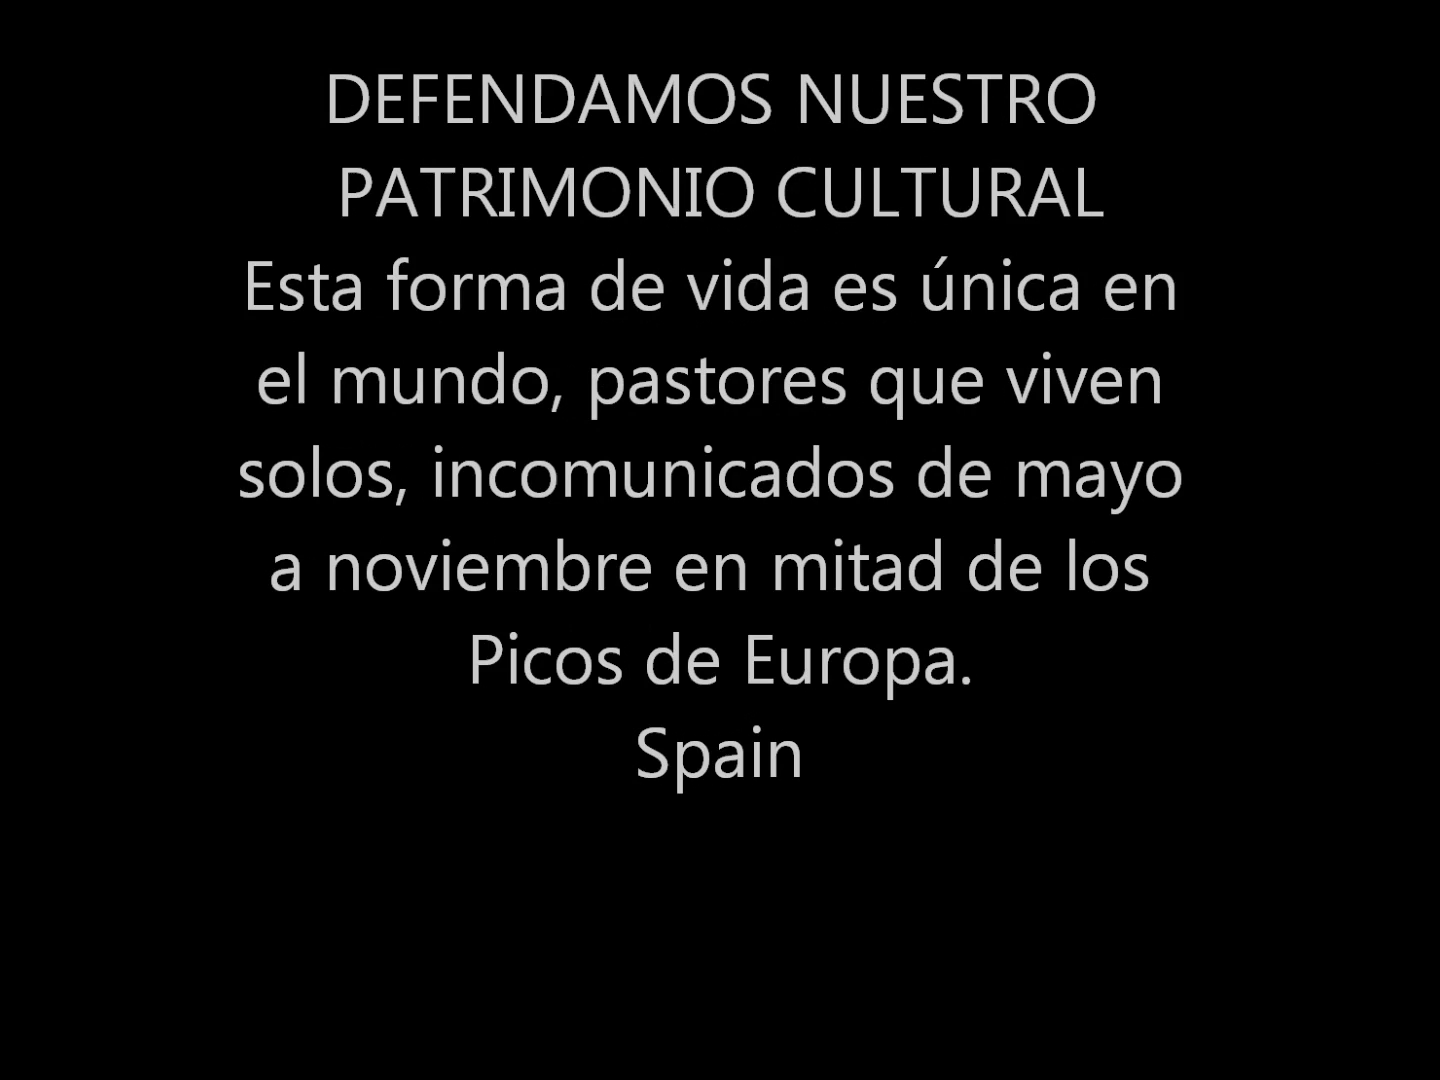 DEFENDAMOS NUESTRO
PATRIMONIO CULTURAL
Esta forma de vida es única en
el mundo, pastores que viven
solos, incomunicados de mayo
a noviembre en mitad de los
Picos de Europa.
Spain